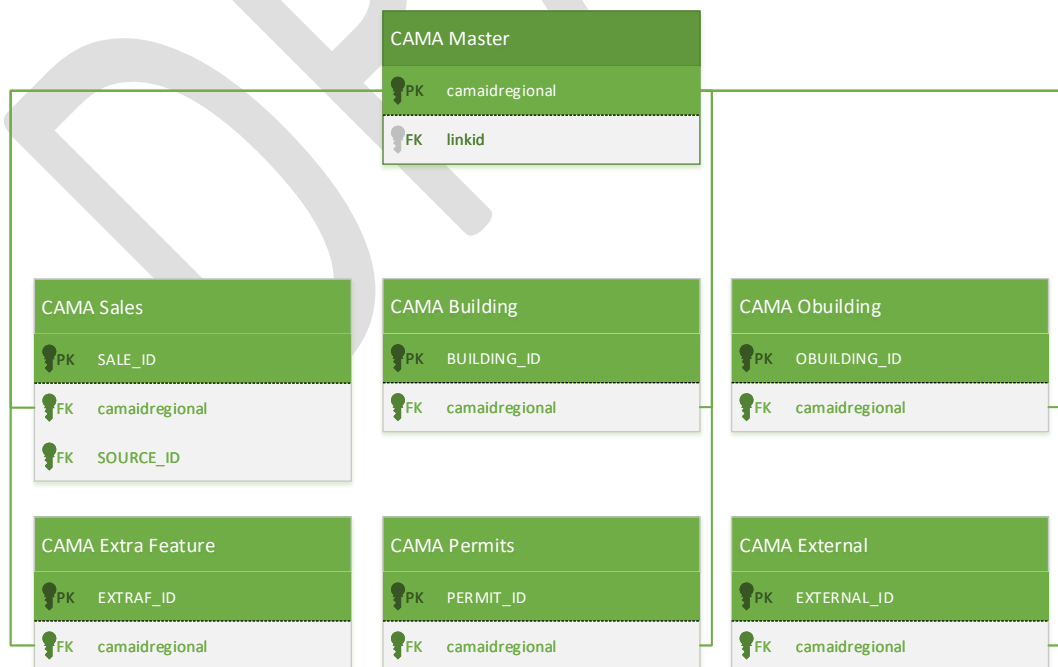 CAMA Master
PK camaidregional
FK linkid
CAMA Sales
PK SALE_ID
FK camaidregional
FK SOURCE_ID
CAMA Building
PK BUILDING_ID
FK camaidregional
CAMA Obuilding
PK OBUILDING_ID
FK camaidregional
CAMA Extra Feature
PK EXTRAF_ID
FK camaidregional
CAMA Permits
PK PERMIT_ID
FK camaidregional
CAMA External
PK EXTERNAL_ID
FK camaidregional